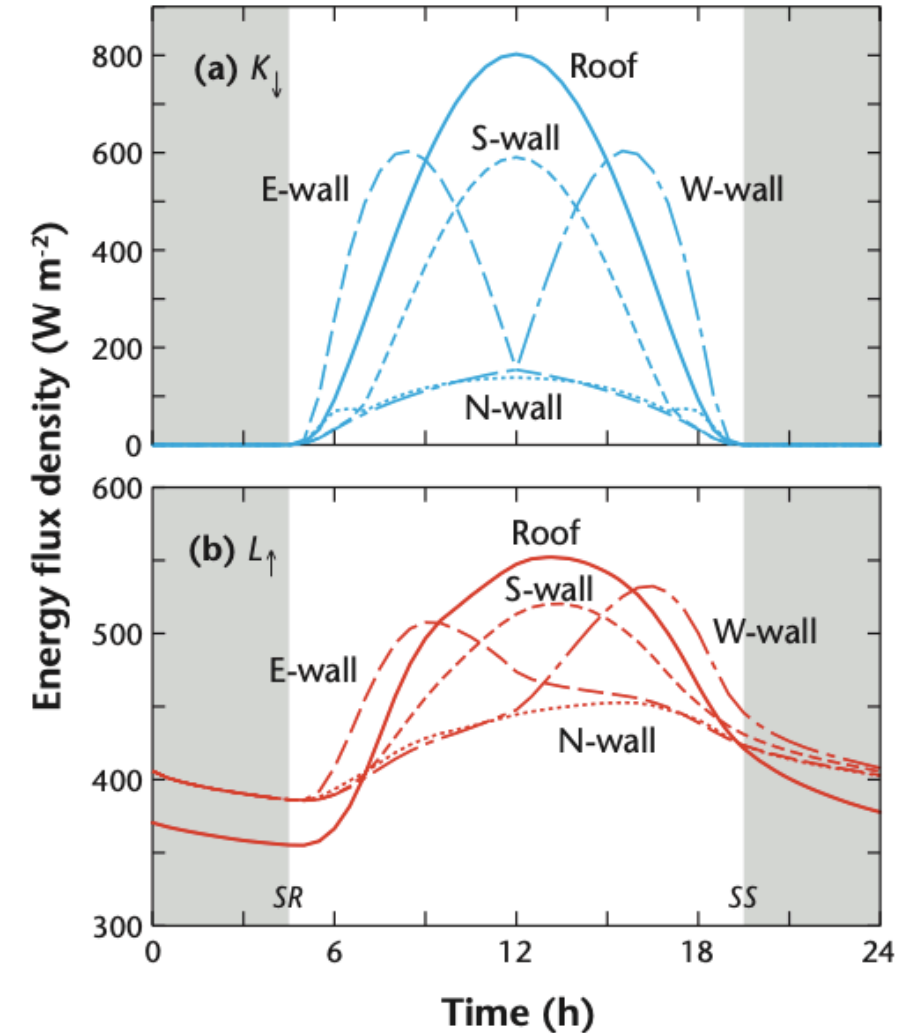 Energy flux density (W m⁻²)
(a) K↓
800
600
400
200
0
Roof
S-wall
E-wall
W-wall
N-wall
(b) L↑
600
500
400
300
Roof
S-wall
E-wall
W-wall
N-wall
SR
SS
0
6
12
18
24
Time (h)